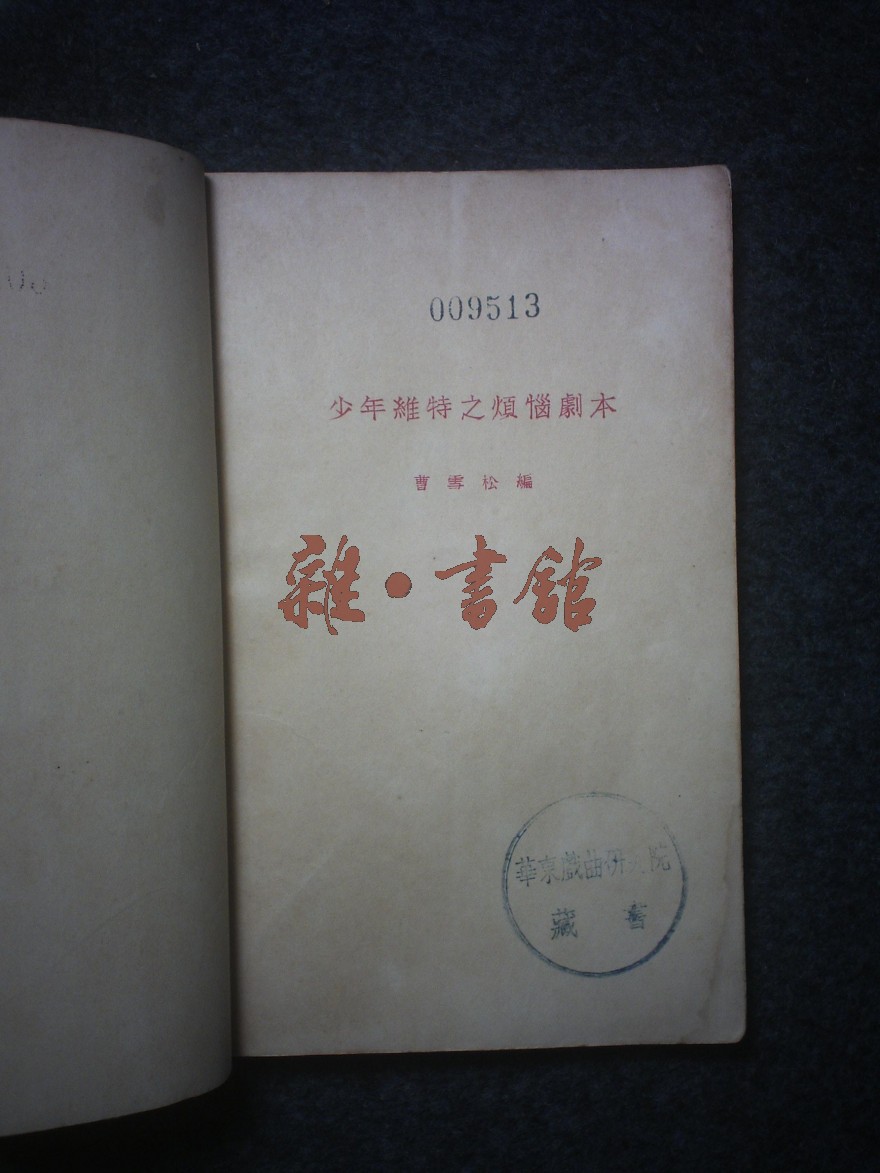 009513
少年維特之煩惱劇本
曹雪松編
雜·書館
華東戲曲研究院
藏書